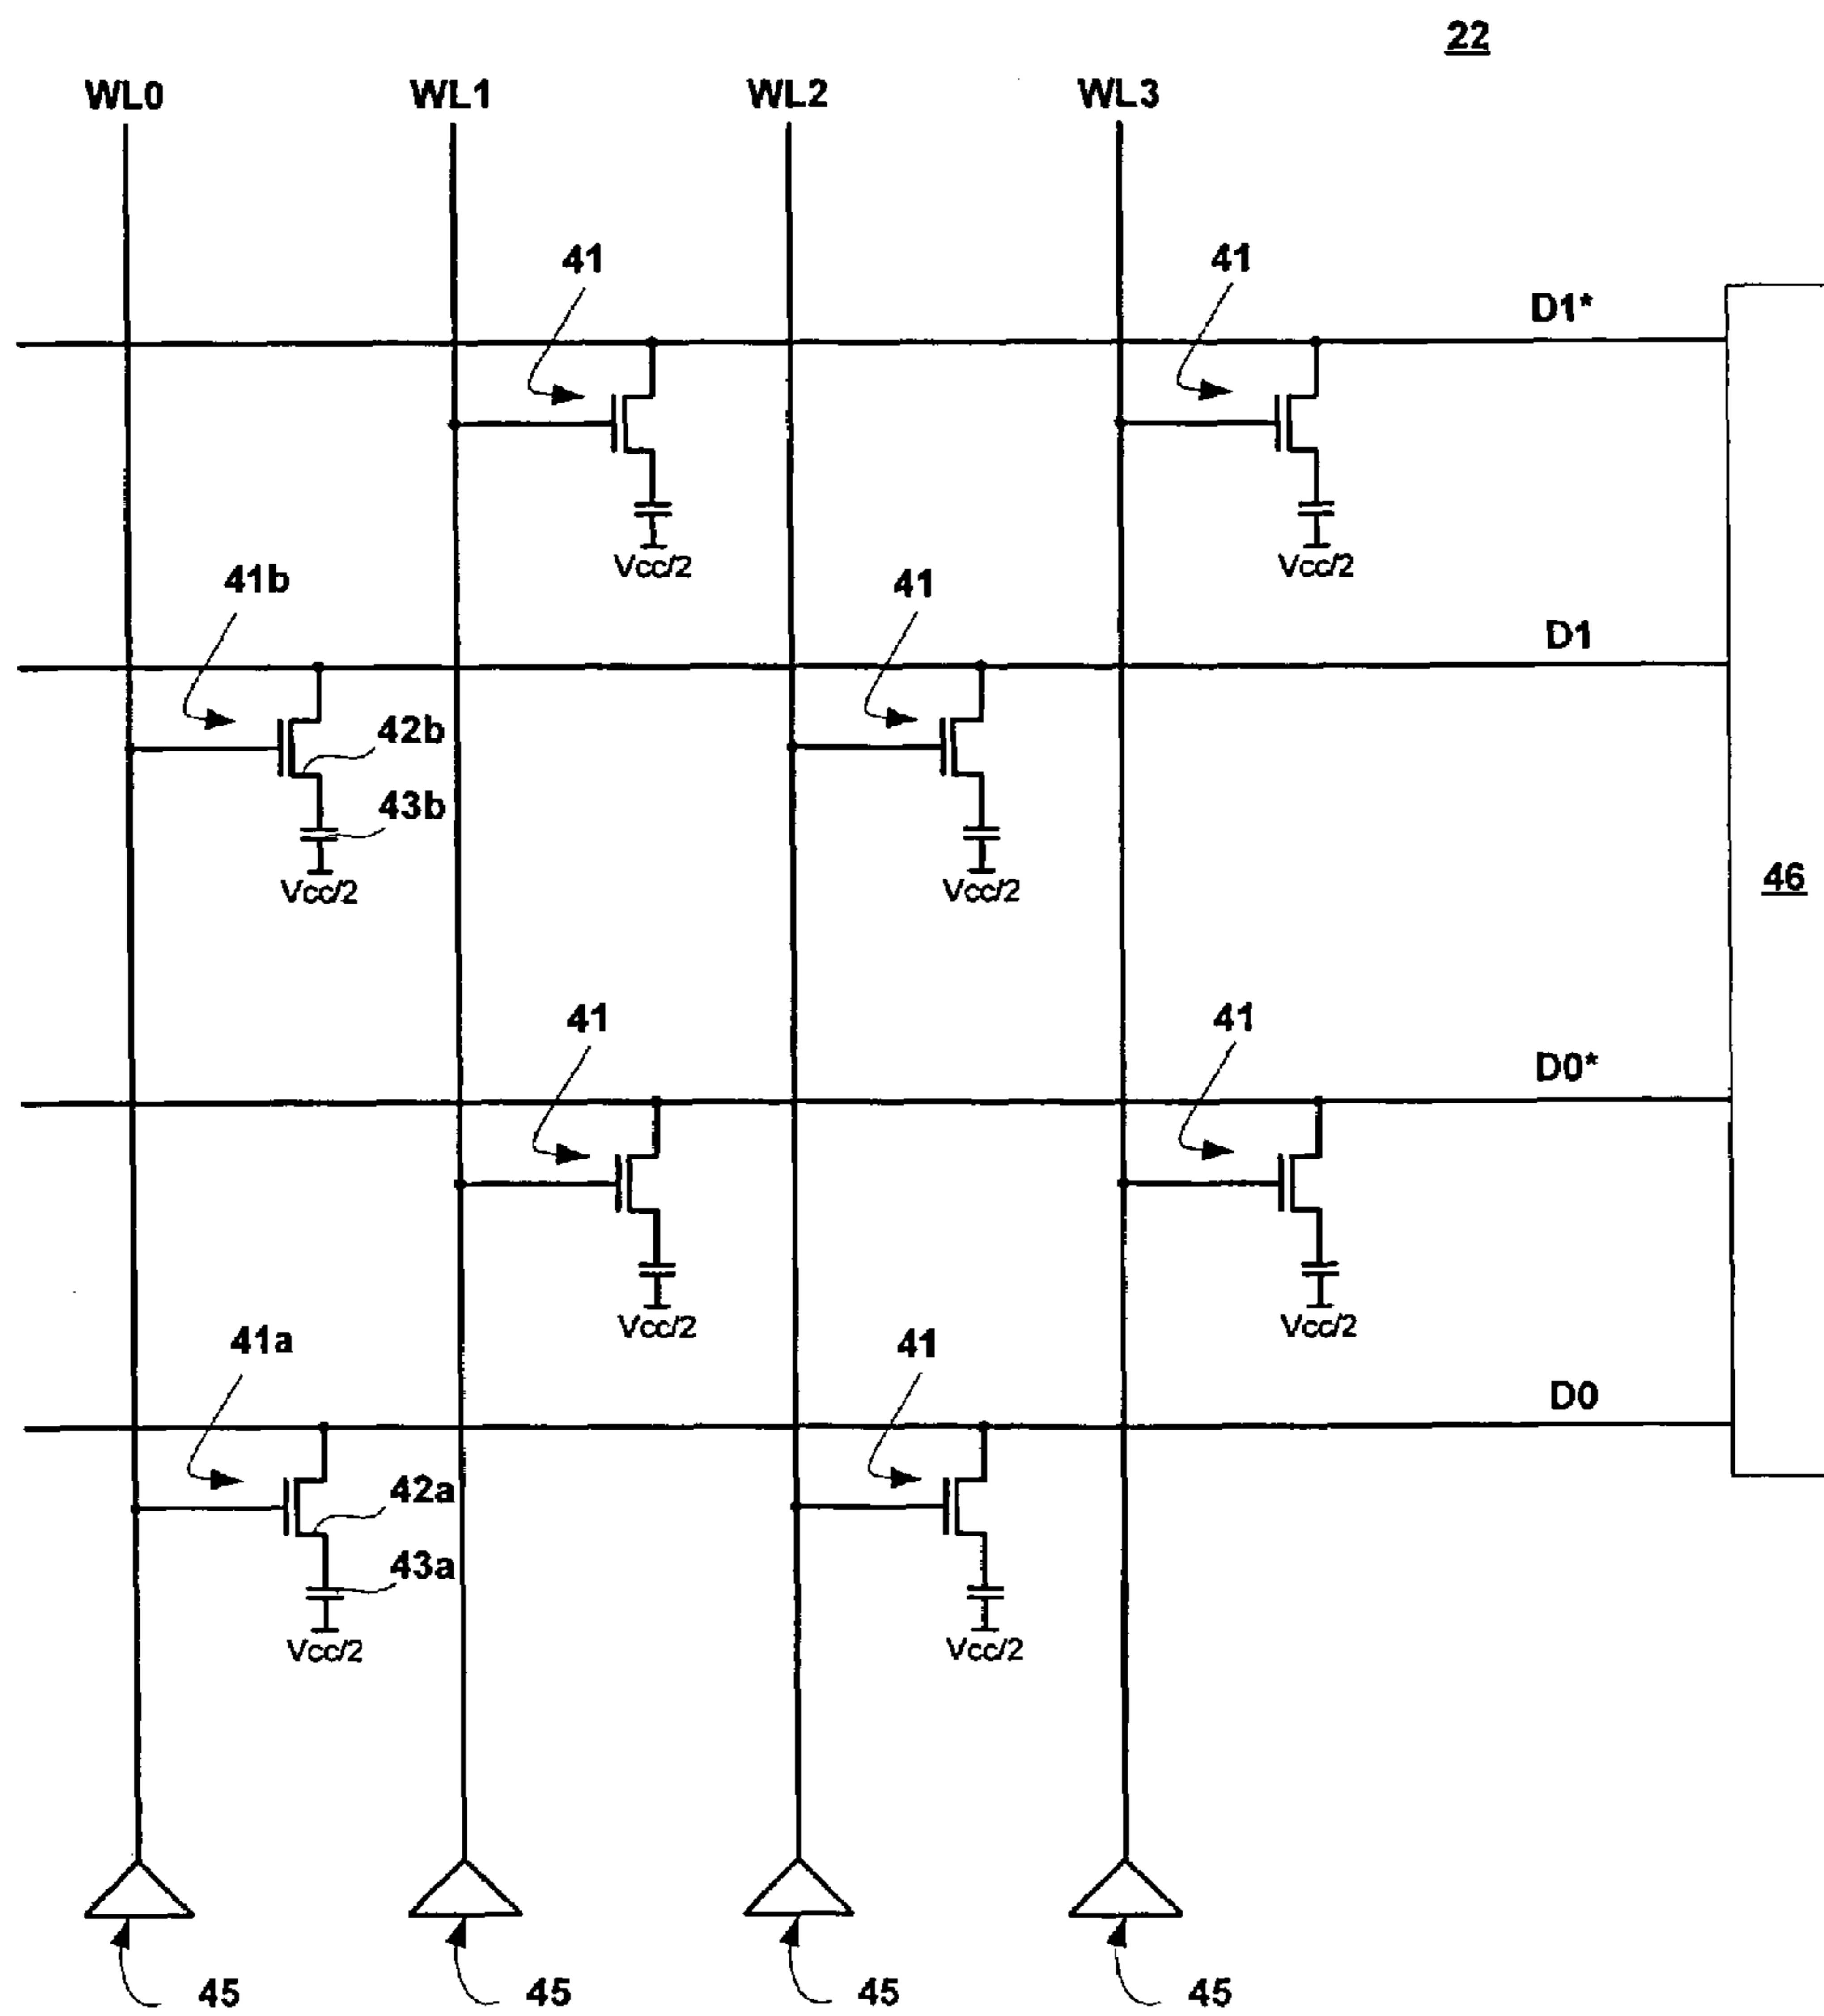 22
WL0 WL1 WL2 WL3
41 41
D1*
Vcc/2 Vcc/2
41b 41
D1
42b
43b
Vcc/2 Vcc/2
46
41 41
D0*
Vcc/2 Vcc/2
41a 41
D0
42a
43a
Vcc/2 Vcc/2
45 45 45 45